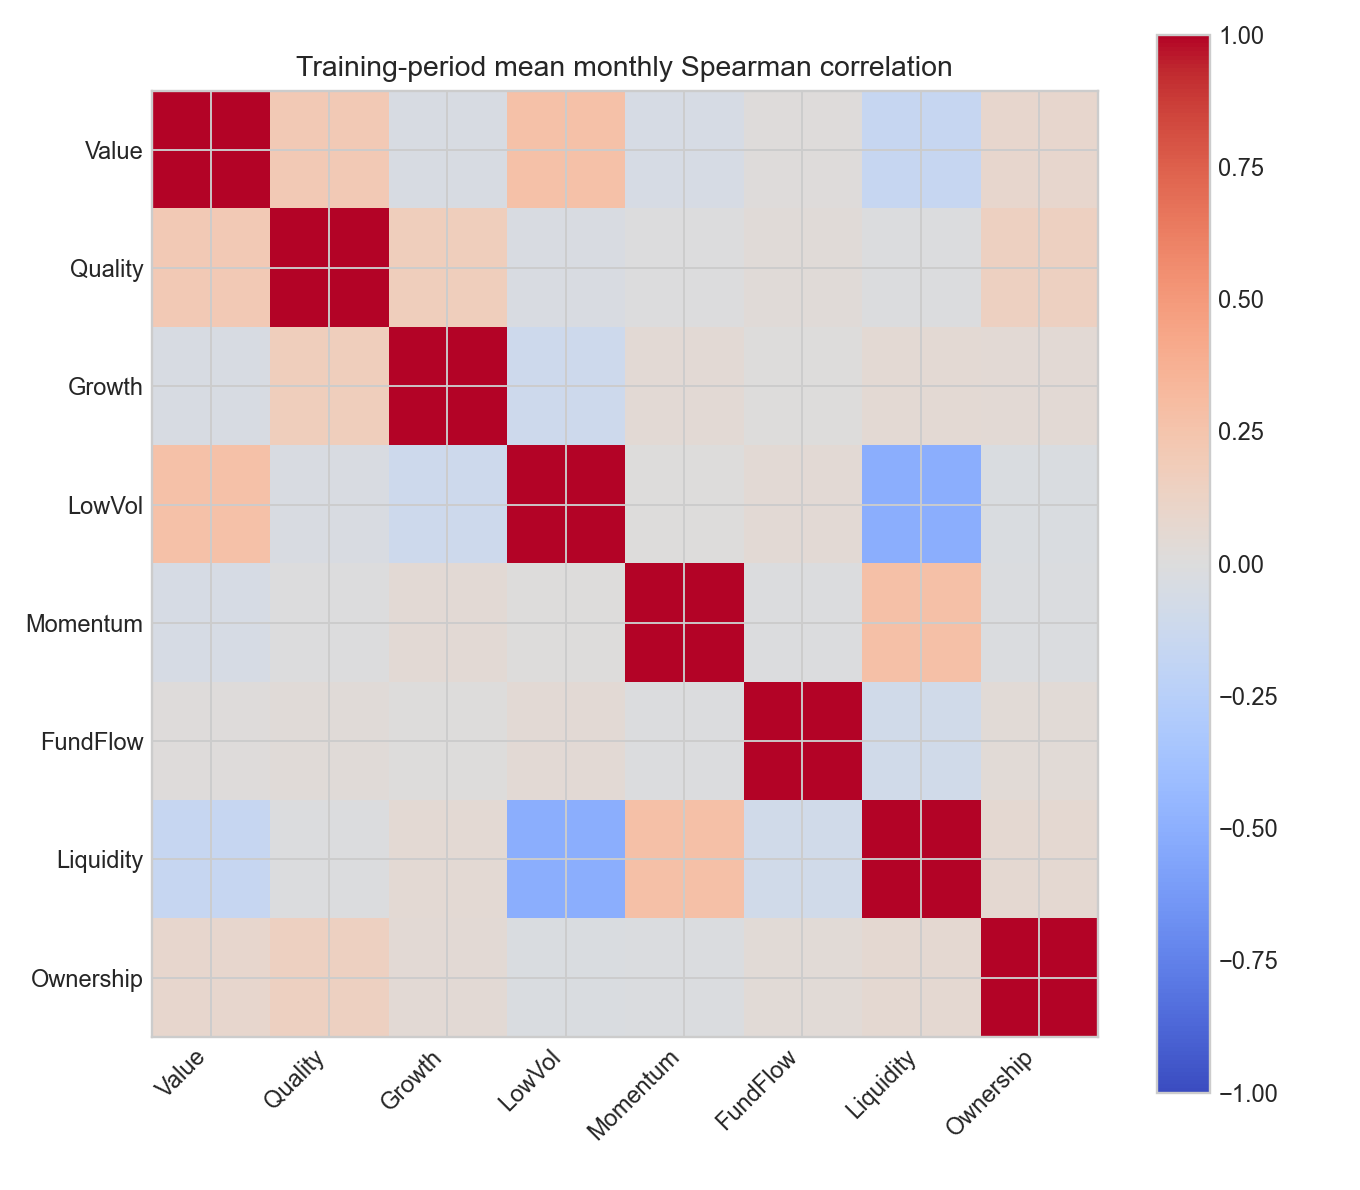 Training-period mean monthly Spearman correlation
Value
Quality
Growth
LowVol
Momentum
FundFlow
Liquidity
Ownership
Value
Quality
Growth
LowVol
Momentum
FundFlow
Liquidity
Ownership
1.00
0.75
0.50
0.25
0.00
−0.25
−0.50
−0.75
−1.00